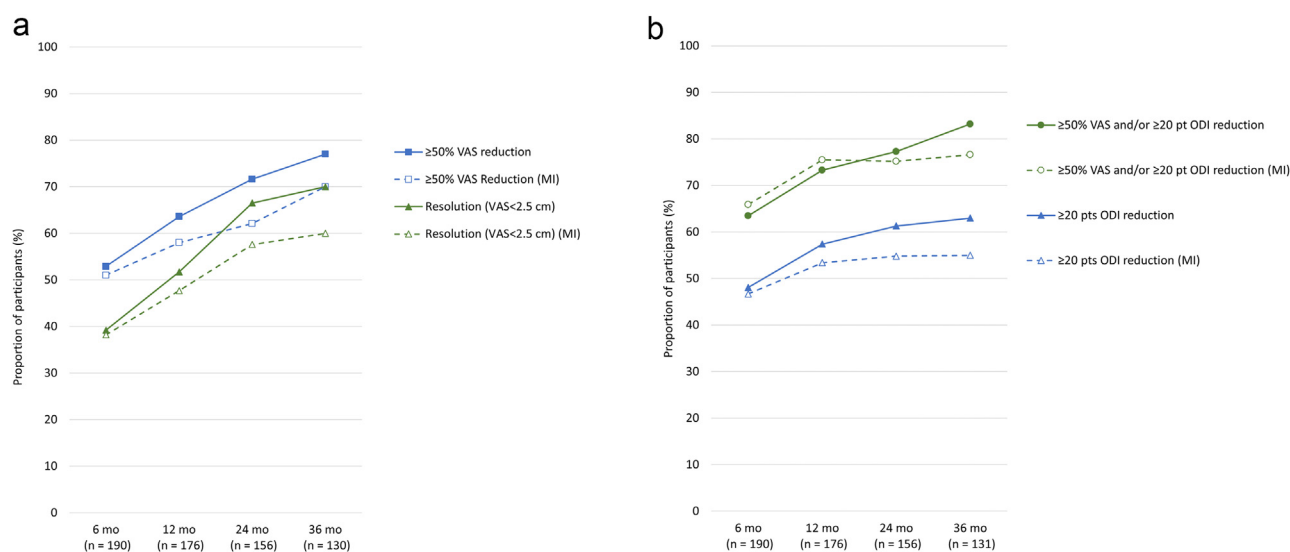 a
Proportion of participants (%)
100
90
80
70
60
50
40
30
20
10
0
6 mo
(n = 190)
12 mo
(n = 176)
24 mo
(n = 156)
36 mo
(n = 130)
≥50% VAS reduction
≥50% VAS Reduction (MI)
Resolution (VAS<2.5 cm)
Resolution (VAS<2.5 cm) (MI)
b
Proportion of participants (%)
100
90
80
70
60
50
40
30
20
10
0
6 mo
(n = 190)
12 mo
(n = 176)
24 mo
(n = 156)
36 mo
(n = 131)
≥50% VAS and/or ≥20 pt ODI reduction
≥50% VAS and/or ≥20 pt ODI reduction (MI)
≥20 pts ODI reduction
≥20 pts ODI reduction (MI)